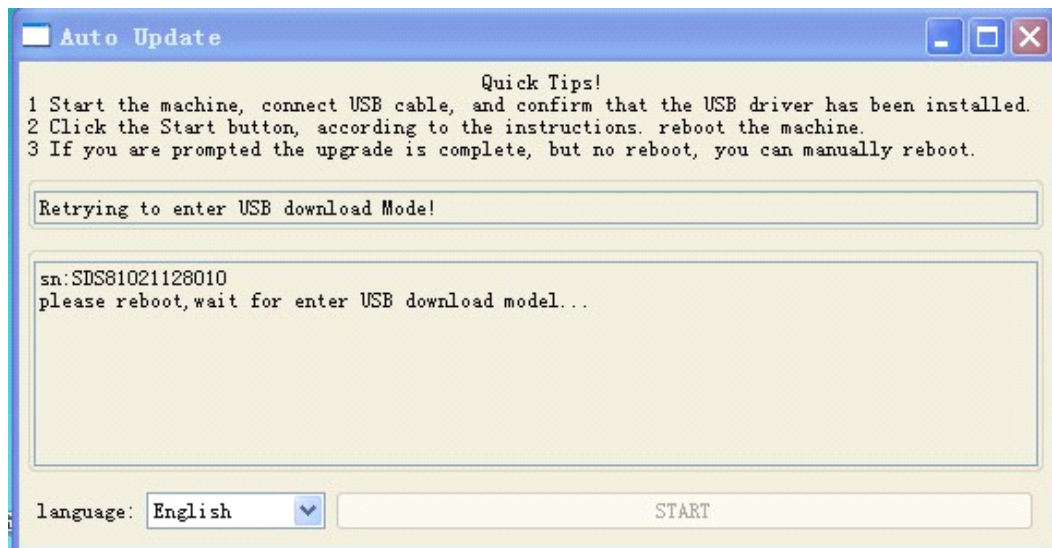 Auto Update
Quick Tips!
1 Start the machine, connect USB cable, and confirm that the USB driver has been installed.
2 Click the Start button, according to the instructions. reboot the machine.
3 If you are prompted the upgrade is complete, but no reboot, you can manually reboot.
Retrying to enter USB download Mode!
sn:SDS81021128010
please reboot,wait for enter USB download model...
language: English START